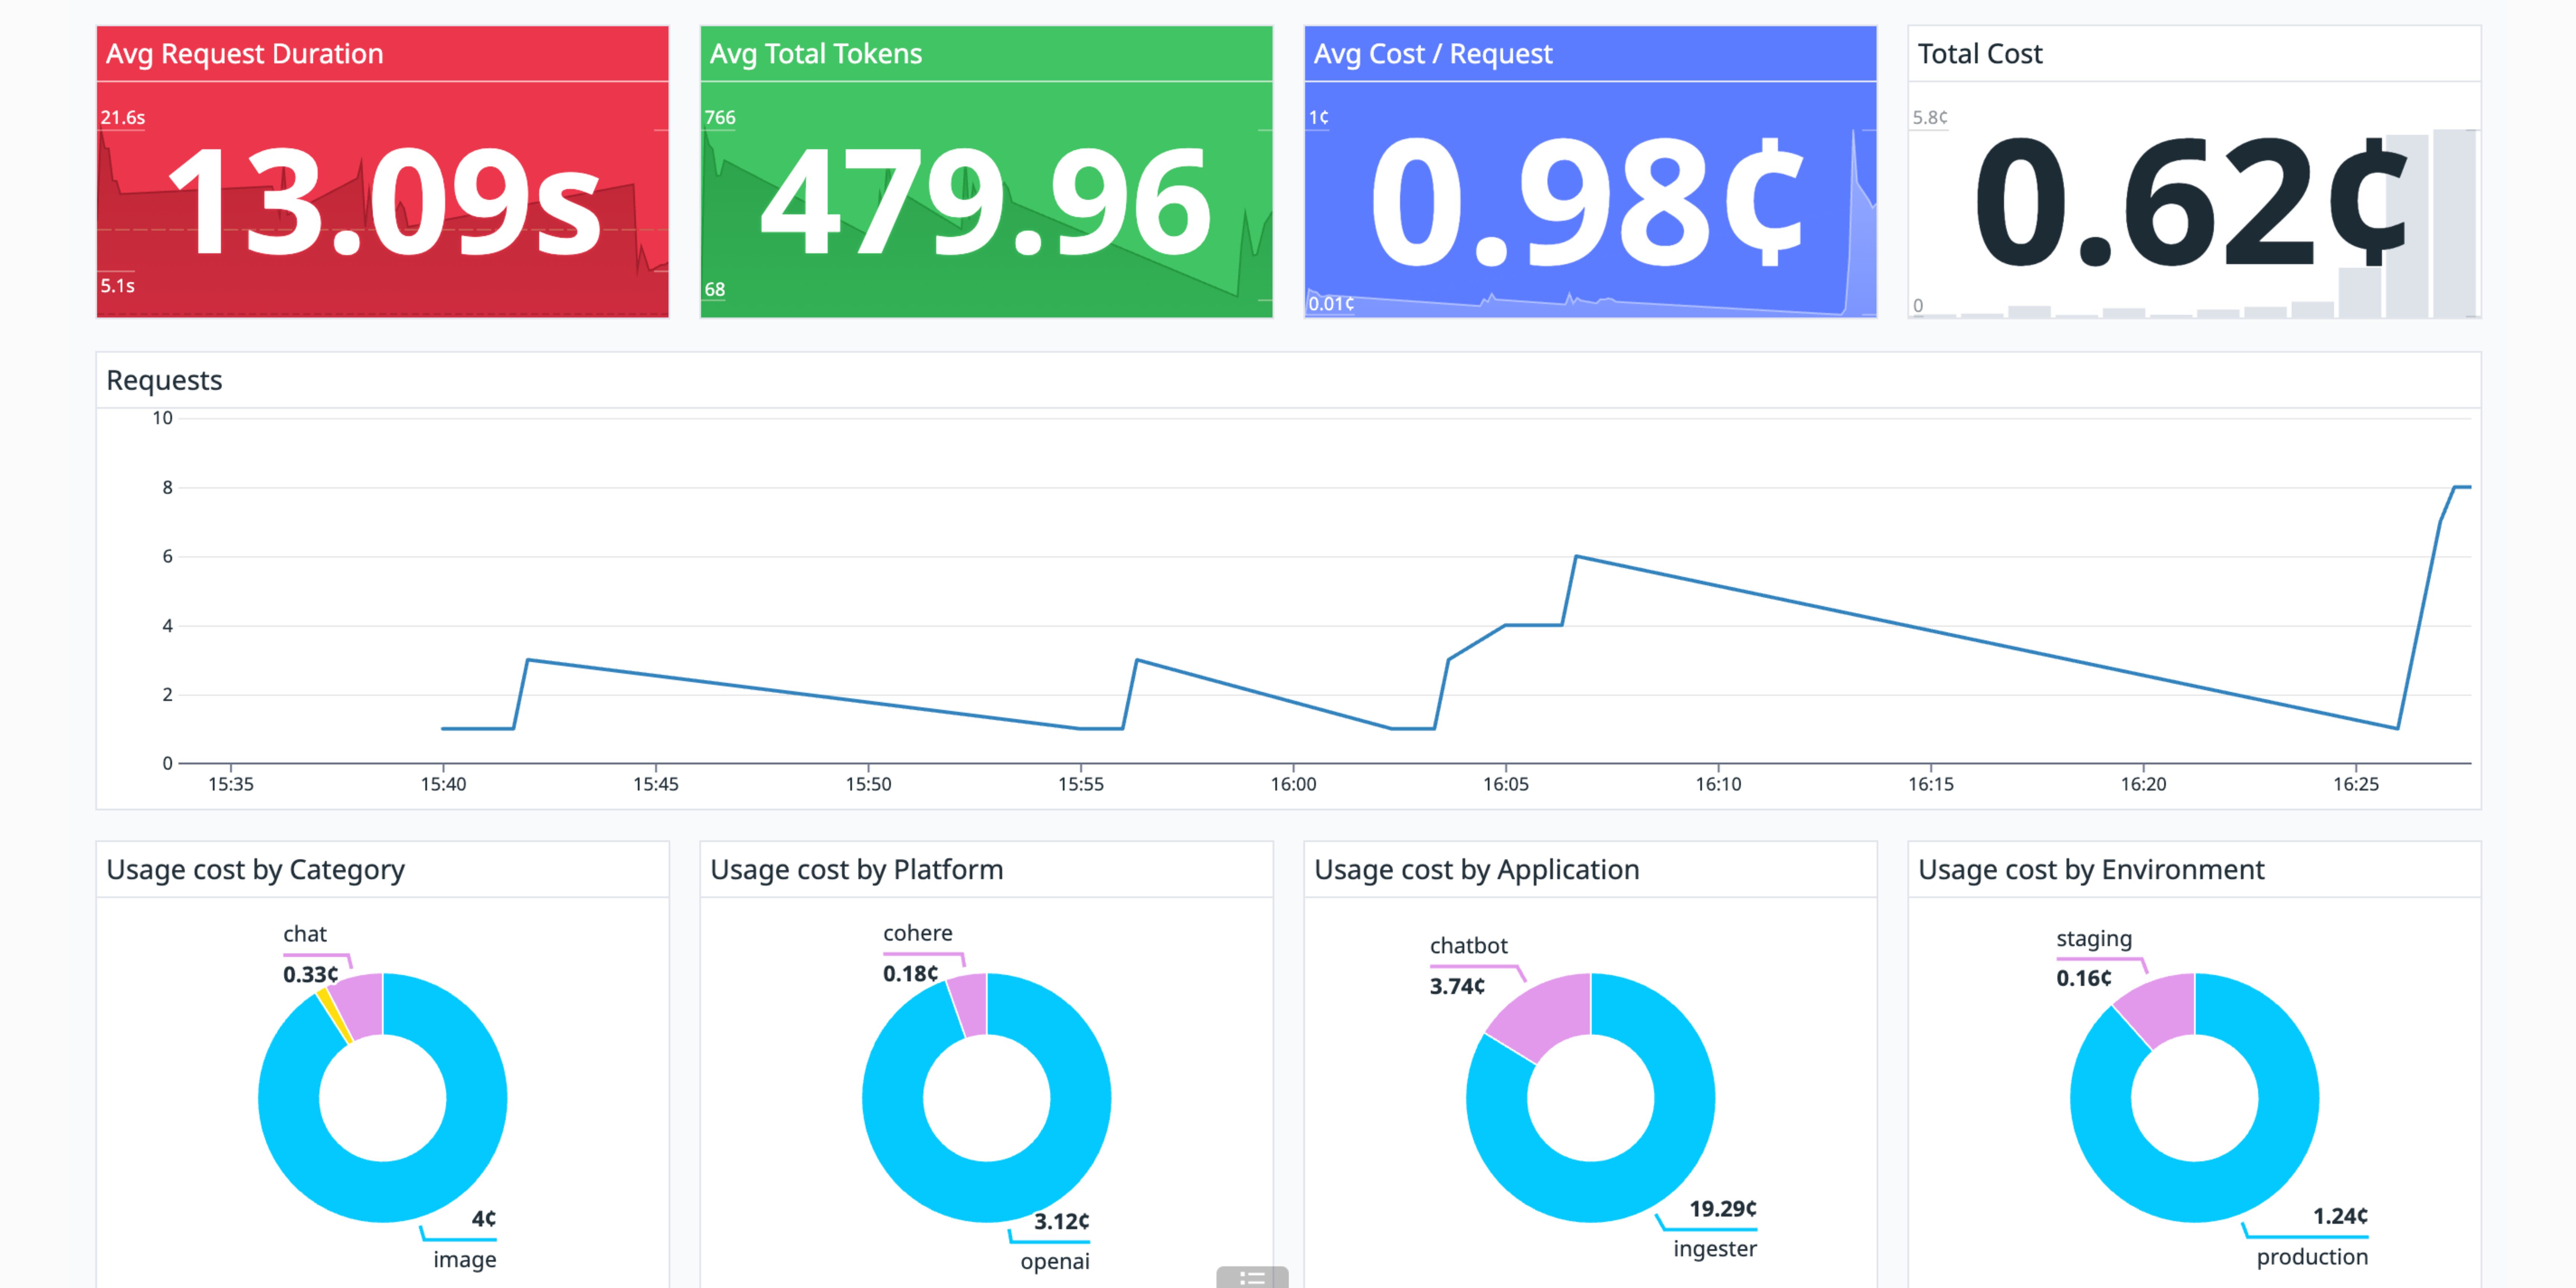 Avg Request Duration
21.6s
13.09s
5.1s
Avg Total Tokens
766
479.96
68
Avg Cost / Request
1¢
0.98¢
0.01¢
Total Cost
5.8¢
0.62¢
0
Requests
10
8
6
4
2
0
15:35 15:40 15:45 15:50 15:55 16:00 16:05 16:10 16:15 16:20 16:25
Usage cost by Category
chat
0.33¢
4¢
image
Usage cost by Platform
cohere
0.18¢
3.12¢
openai
Usage cost by Application
chatbot
3.74¢
19.29¢
ingester
Usage cost by Environment
staging
0.16¢
1.24¢
production